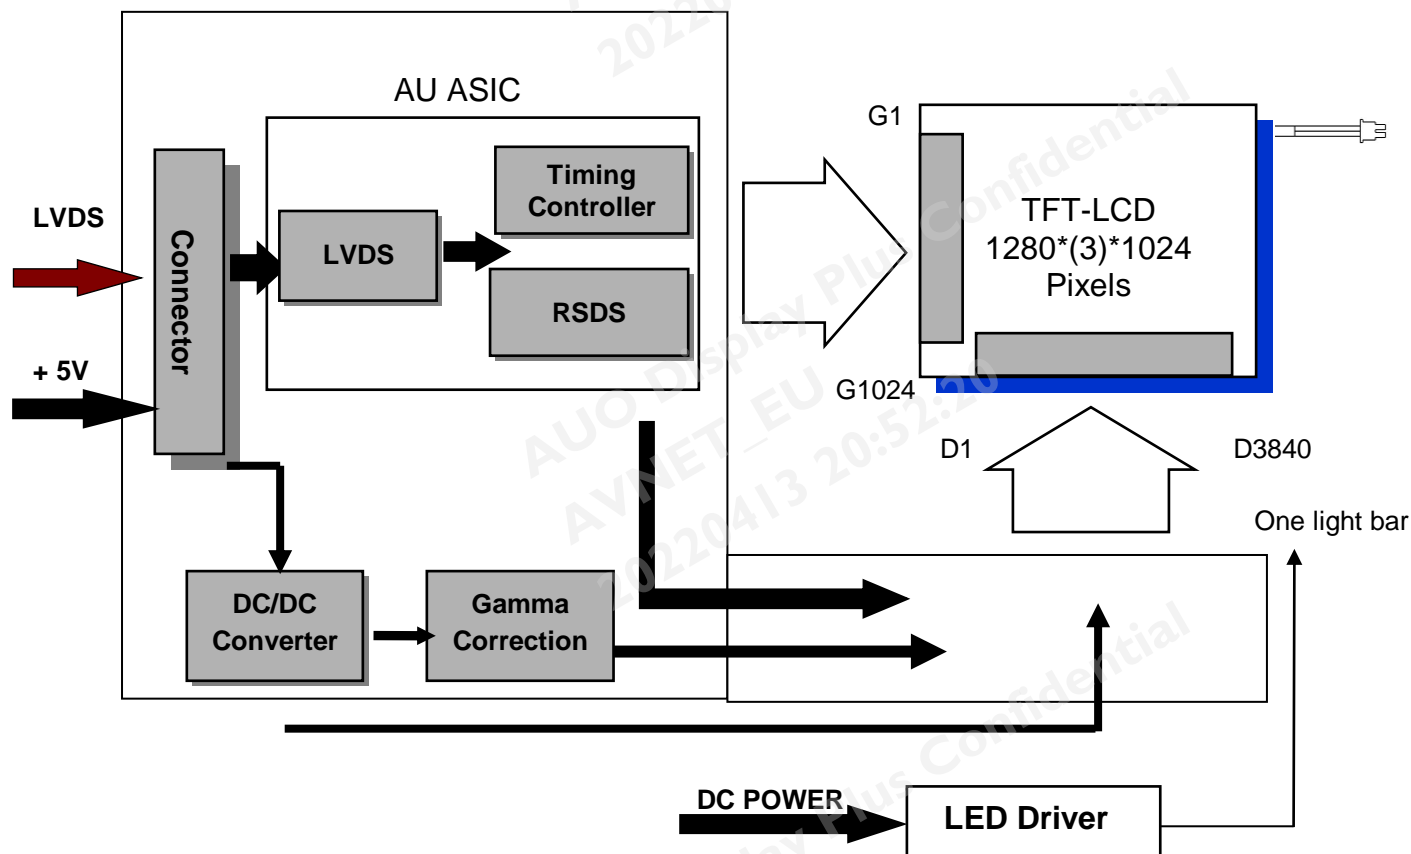 AU ASIC
G1
Timing
Controller
LVDS
Connector
LVDS
TFT-LCD
1280*(3)*1024
Pixels
RSDS
+ 5V
G1024
D1
D3840
One light bar
DC/DC
Converter
Gamma
Correction
DC POWER
LED Driver
AUO Display Plus Confidential
AVNET_EU
20220413 20:52:20